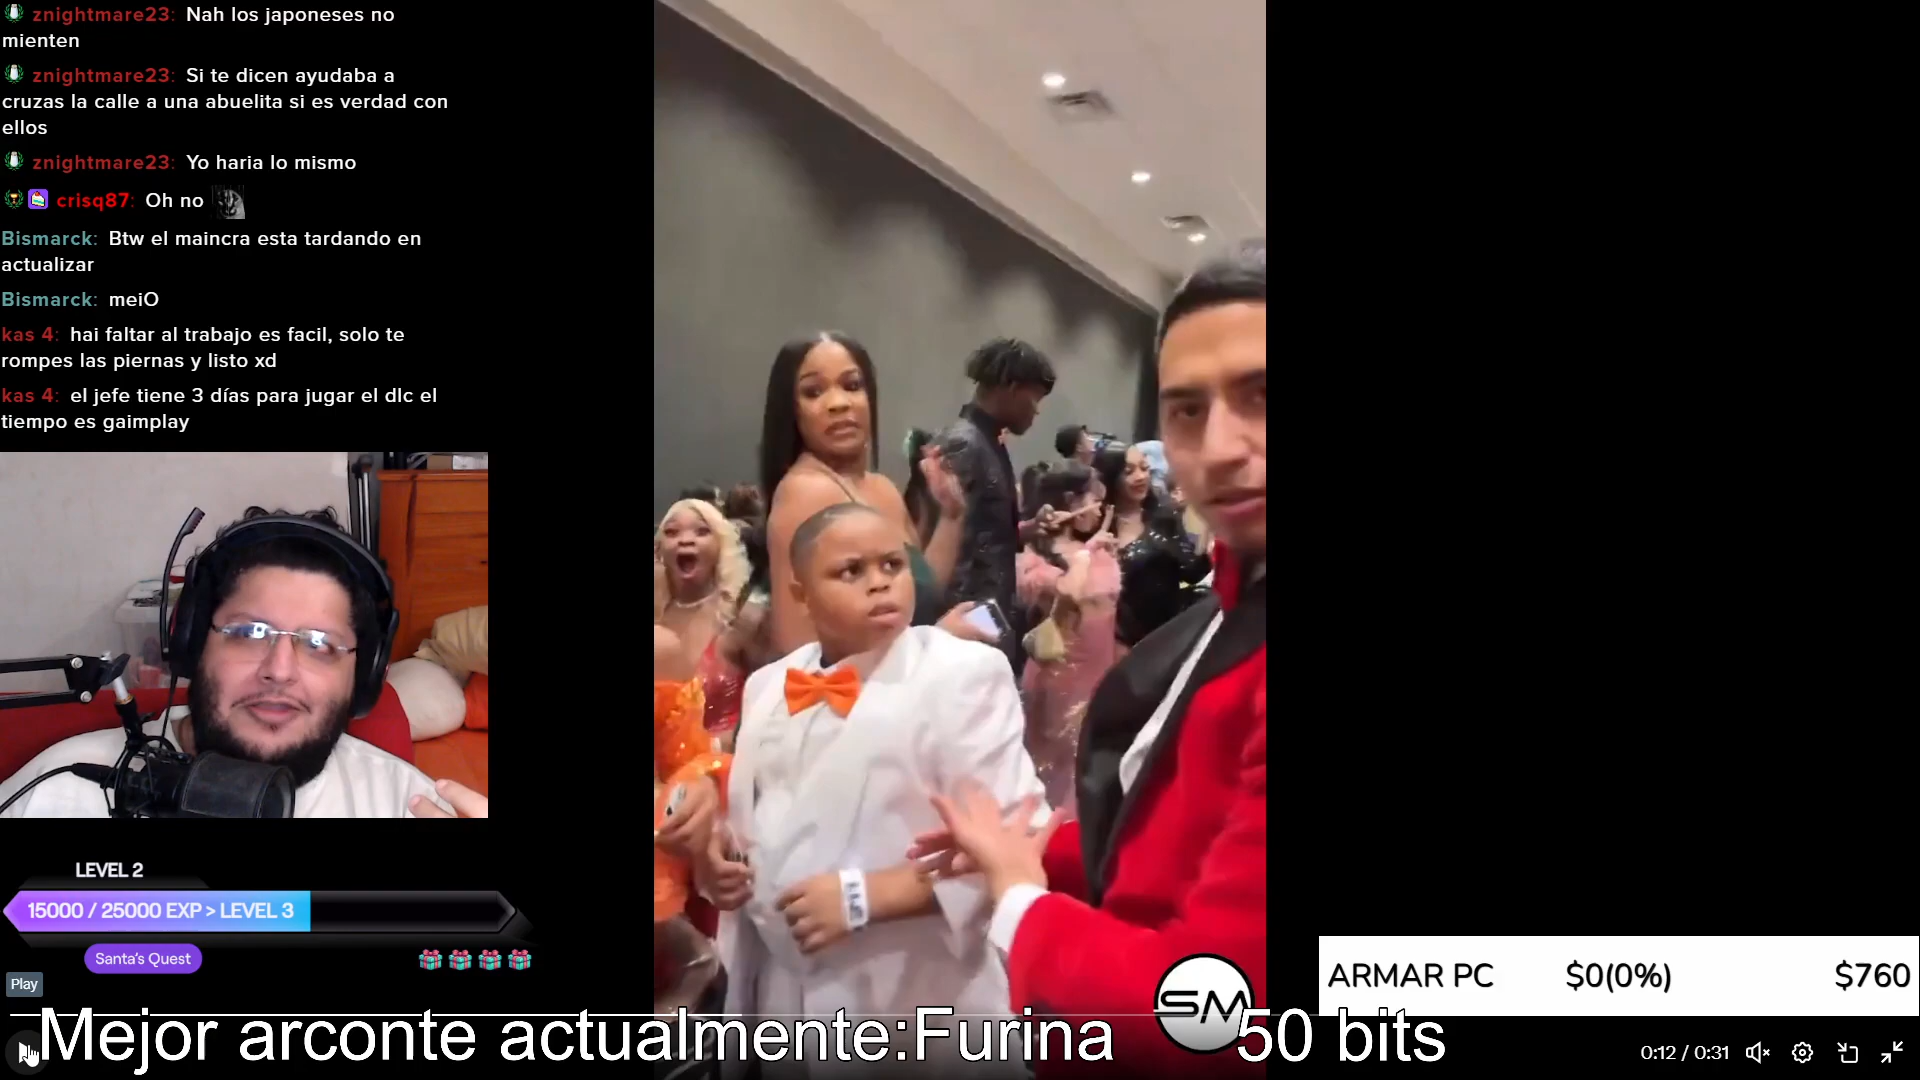 znightmare23: Nah los japoneses no
mienten
znightmare23: Si te dicen ayudaba a
cruzas la calle a una abuelita si es verdad con
ellos
znightmare23: Yo haria lo mismo
crisq87: Oh no
Bismarck: Btw el maincra esta tardando en
actualizar
Bismarck: meiO
kas 4: hai faltar al trabajo es facil, solo te
rompes las piernas y listo xd
kas 4: el jefe tiene 3 días para jugar el dlc el
tiempo es gaimplay
LEVEL 2
15000 / 25000 EXP > LEVEL 3
Santa's Quest
Play
ARMAR PC $0(0%) $760
SM
Mejor arconte actualmente:Furina 50 bits
0:12 / 0:31